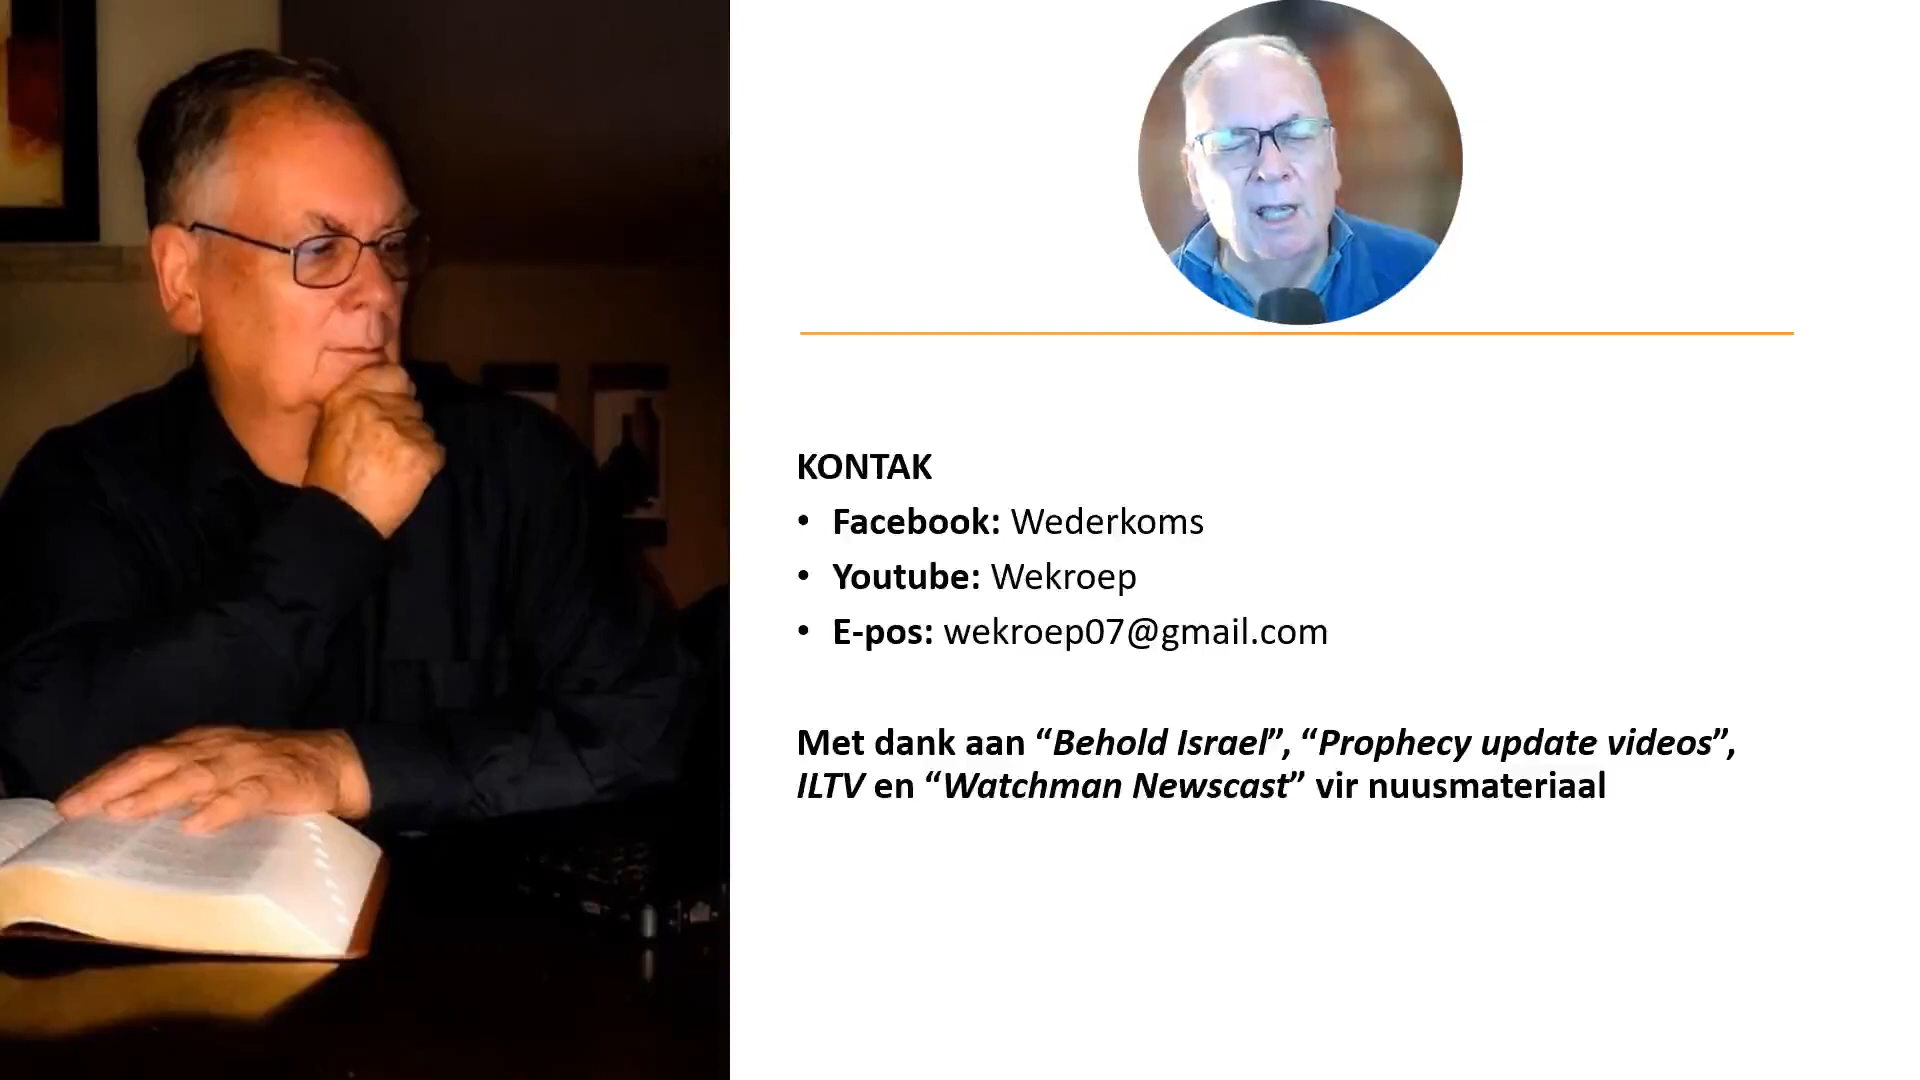 KONTAK
• Facebook: Wederkoms
• Youtube: Wekroep
• E-pos: wekroep07@gmail.com
Met dank aan “Behold Israel”, “Prophecy update videos”,
ILTV en “Watchman Newscast” vir nuusmateriaal